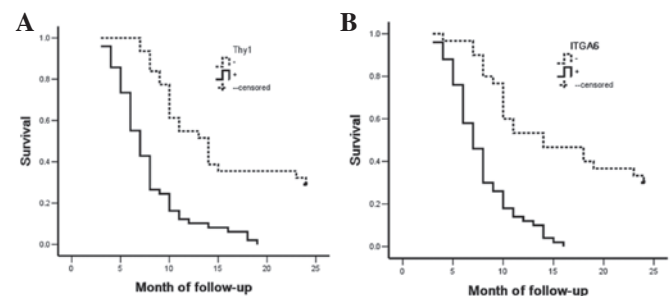 A
Thy1
-
+
--censored
Survival
1.0
0.8
0.6
0.4
0.2
0.0
0 5 10 15 20 25
Month of follow-up
B
ITGA6
-
+
--censored
Survival
1.0
0.8
0.6
0.4
0.2
0.0
0 5 10 15 20 25
Month of follow-up